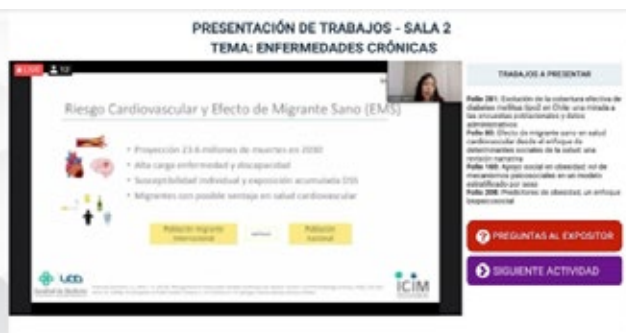 PRESENTACIÓN DE TRABAJOS - SALA 2
TEMA: ENFERMEDADES CRÓNICAS
LIVE
Riesgo Cardiovascular y Efecto de Migrante Sano (EMS)
• Proyección 23.6 millones de muertes en 2030
• Alta carga enfermedad y discapacidad
• Susceptibilidad individual y exposición acumulada DSS
• Migrantes con posible ventaja en salud cardiovascular
Población migrante
internacional
Población
nacional
UDD
Facultad de Medicina
ICIM
TRABAJOS A PRESENTAR
Folio 261: Evolución de la cobertura efectiva de
diabetes mellitus tipo2 en Chile: una mirada a
las encuestas poblacionales y datos
administrativos
Folio 80: Efecto de migrante sano en salud
cardiovascular desde el enfoque de
determinantes sociales de la salud: una
revisión narrativa
Folio 160: Apoyo social en obesidad: rol de
mecanismos psicosociales en un modelo
estratificado por sexo
Folio 208: Predictores de obesidad, un enfoque
biopsicosocial
PREGUNTAS AL EXPOSITOR
SIGUIENTE ACTIVIDAD